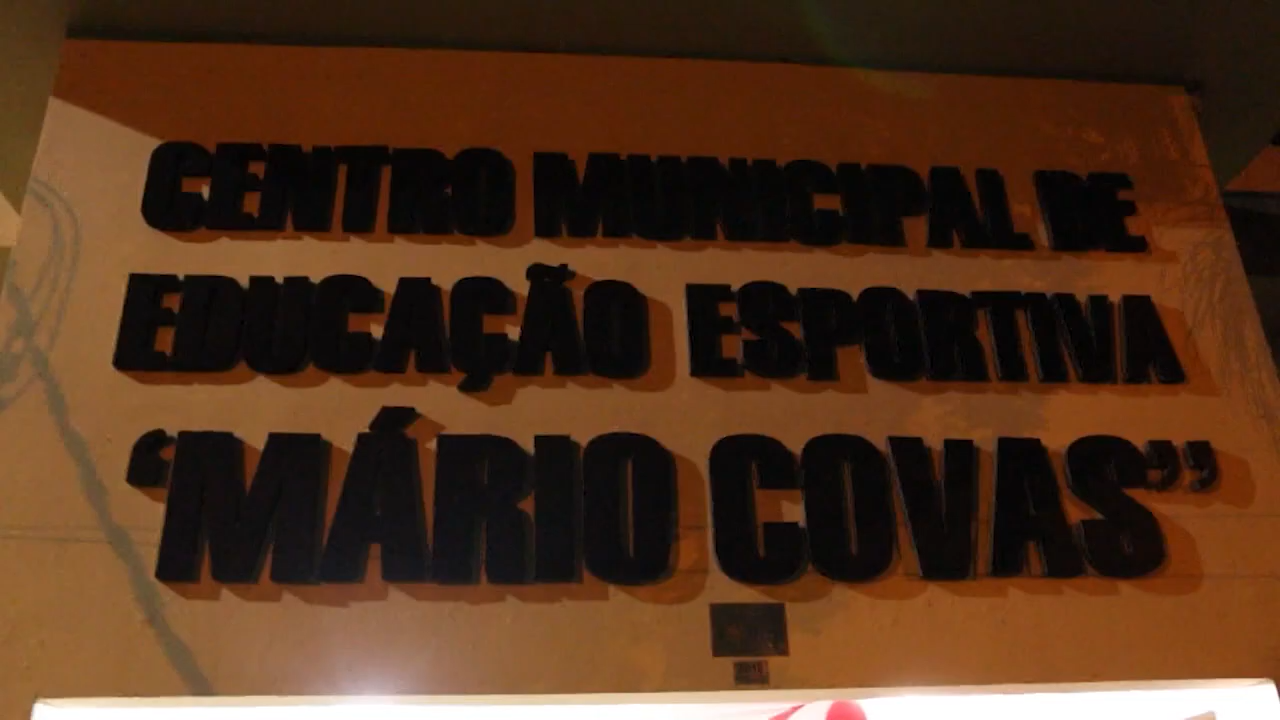 CENTRO MUNICIPAL DE
EDUCAÇÃO ESPORTIVA
“MÁRIO COVAS”